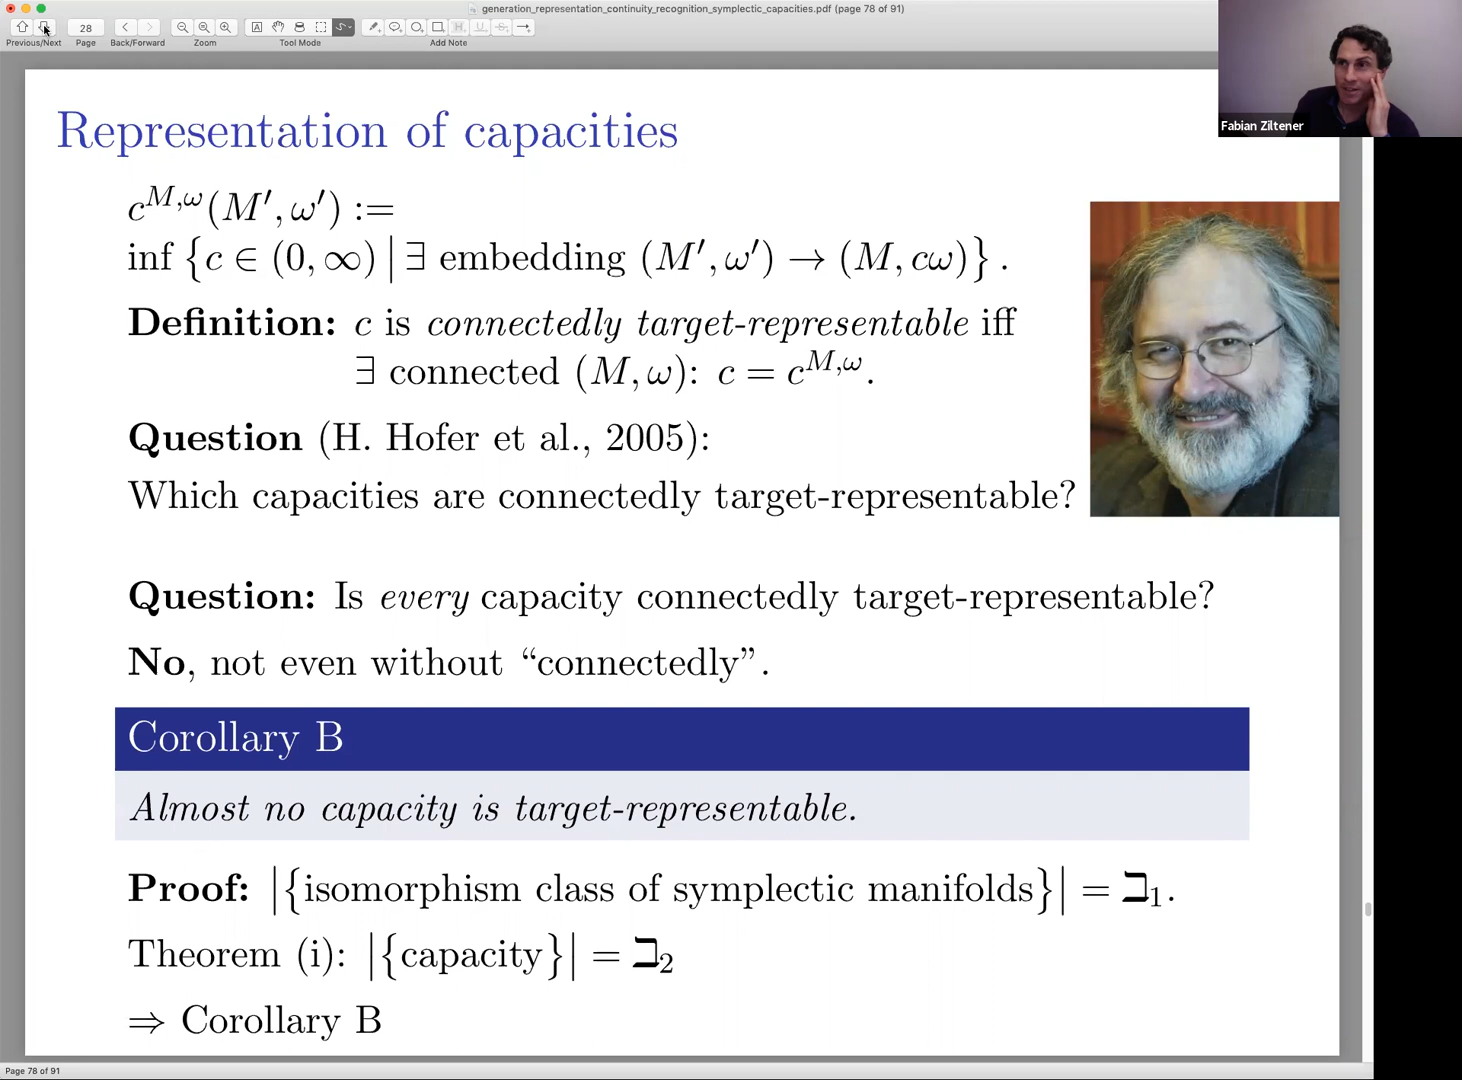 generation_representation_continuity_recognition_symplectic_capacities.pdf (page 78 of 91)
28
Previous/Next Page Back/Forward Zoom Tool Mode Add Note
Fabian Ziltener
Representation of capacities
c^{M,ω}(M′, ω′) :=
inf {c ∈ (0, ∞) | ∃ embedding (M′, ω′) → (M, cω)} .
Definition: c is connectedly target-representable iff
∃ connected (M, ω): c = c^{M,ω}.
Question (H. Hofer et al., 2005):
Which capacities are connectedly target-representable?
Question: Is every capacity connectedly target-representable?
No, not even without “connectedly”.
Corollary B
Almost no capacity is target-representable.
Proof: |{isomorphism class of symplectic manifolds}| = ℶ₁.
Theorem (i): |{capacity}| = ℶ₂
⇒ Corollary B
Page 78 of 91